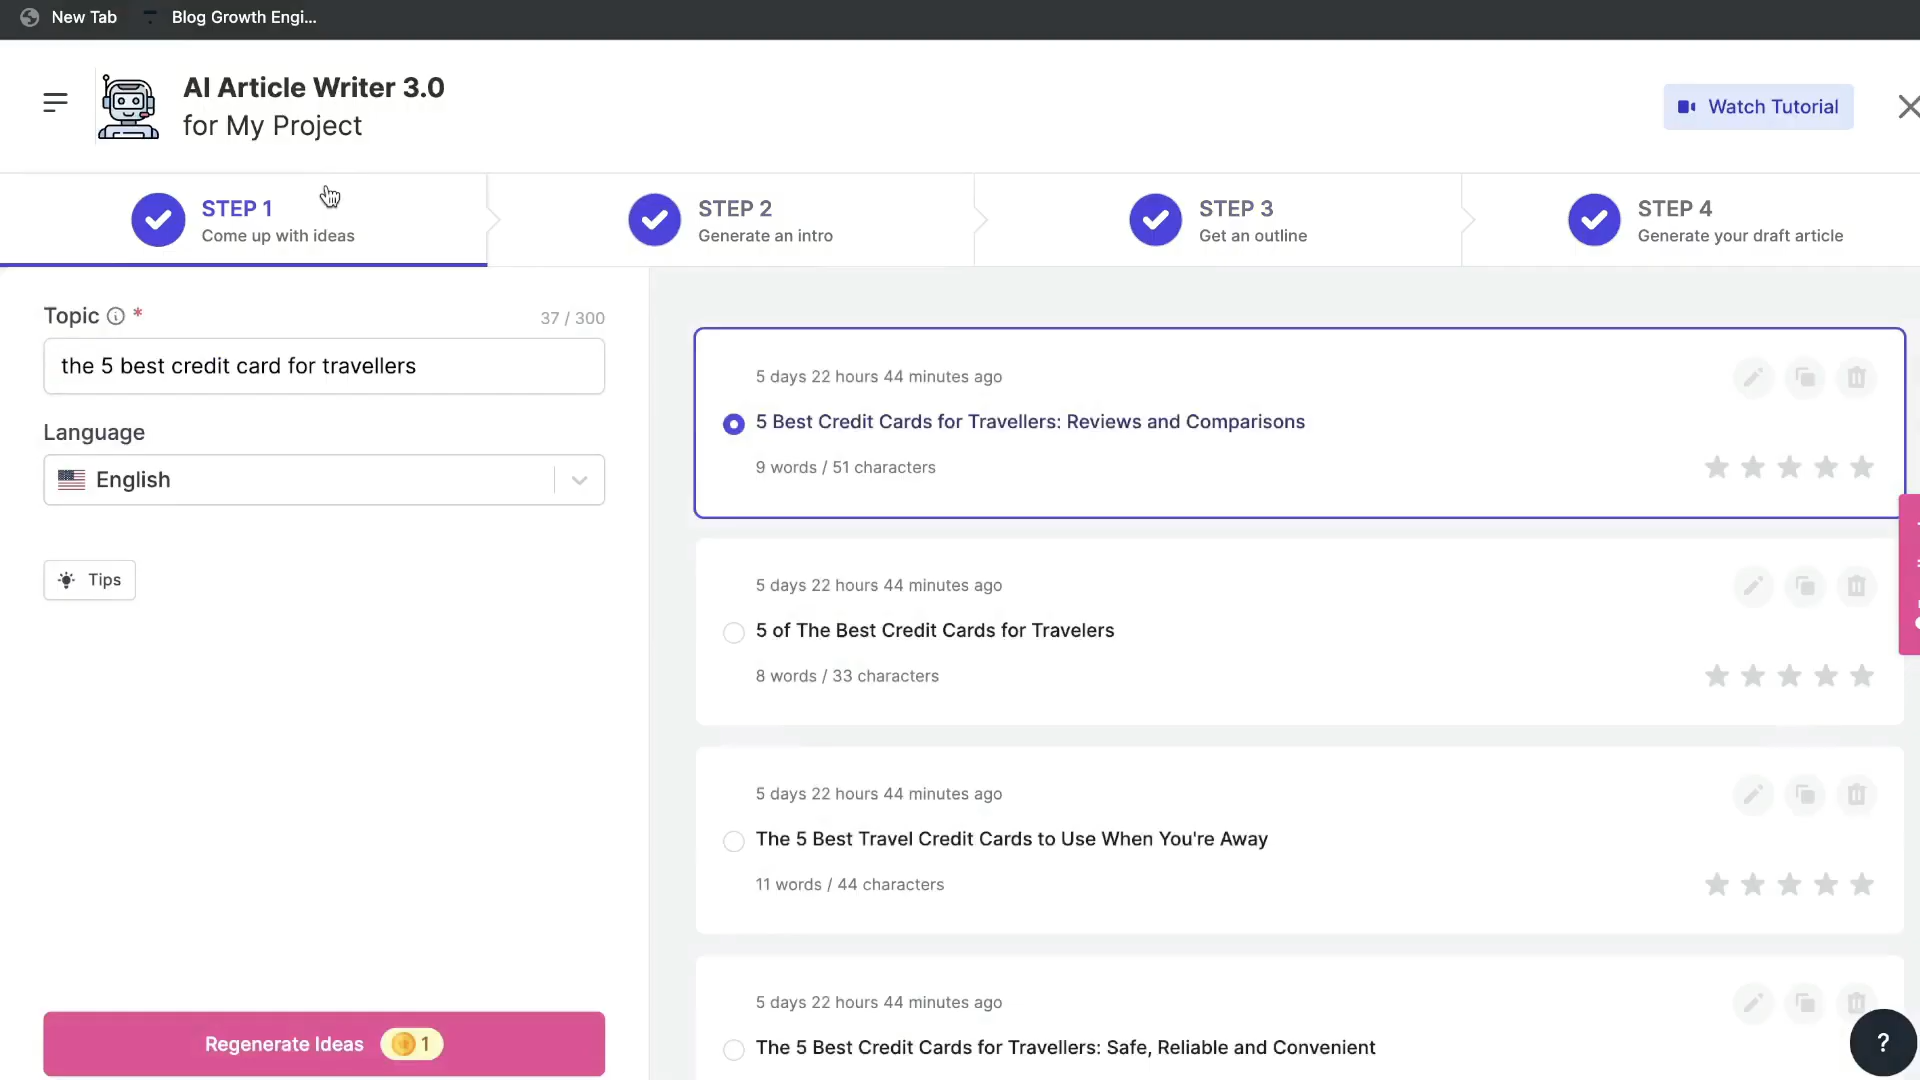 New Tab
Blog Growth Engi...
AI Article Writer 3.0
for My Project
Watch Tutorial
STEP 1
Come up with ideas
STEP 2
Generate an intro
STEP 3
Get an outline
STEP 4
Generate your draft article
Topic *
37 / 300
the 5 best credit card for travellers
Language
English
Tips
Regenerate Ideas 1
5 days 22 hours 44 minutes ago
5 Best Credit Cards for Travellers: Reviews and Comparisons
9 words / 51 characters
5 days 22 hours 44 minutes ago
5 of The Best Credit Cards for Travelers
8 words / 33 characters
5 days 22 hours 44 minutes ago
The 5 Best Travel Credit Cards to Use When You're Away
11 words / 44 characters
5 days 22 hours 44 minutes ago
The 5 Best Credit Cards for Travellers: Safe, Reliable and Convenient
?